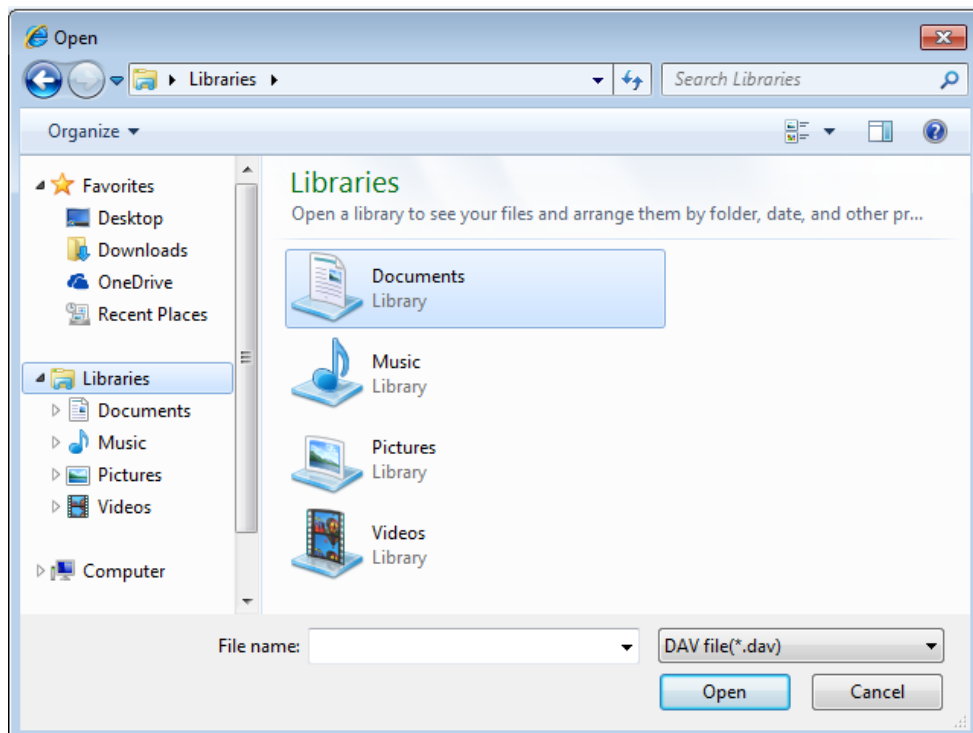 Open
Libraries
Search Libraries
Organize
Favorites
Desktop
Downloads
OneDrive
Recent Places
Libraries
Documents
Music
Pictures
Videos
Computer
Libraries
Open a library to see your files and arrange them by folder, date, and other pr...
Documents
Library
Music
Library
Pictures
Library
Videos
Library
File name:
DAV file(*.dav)
Open
Cancel